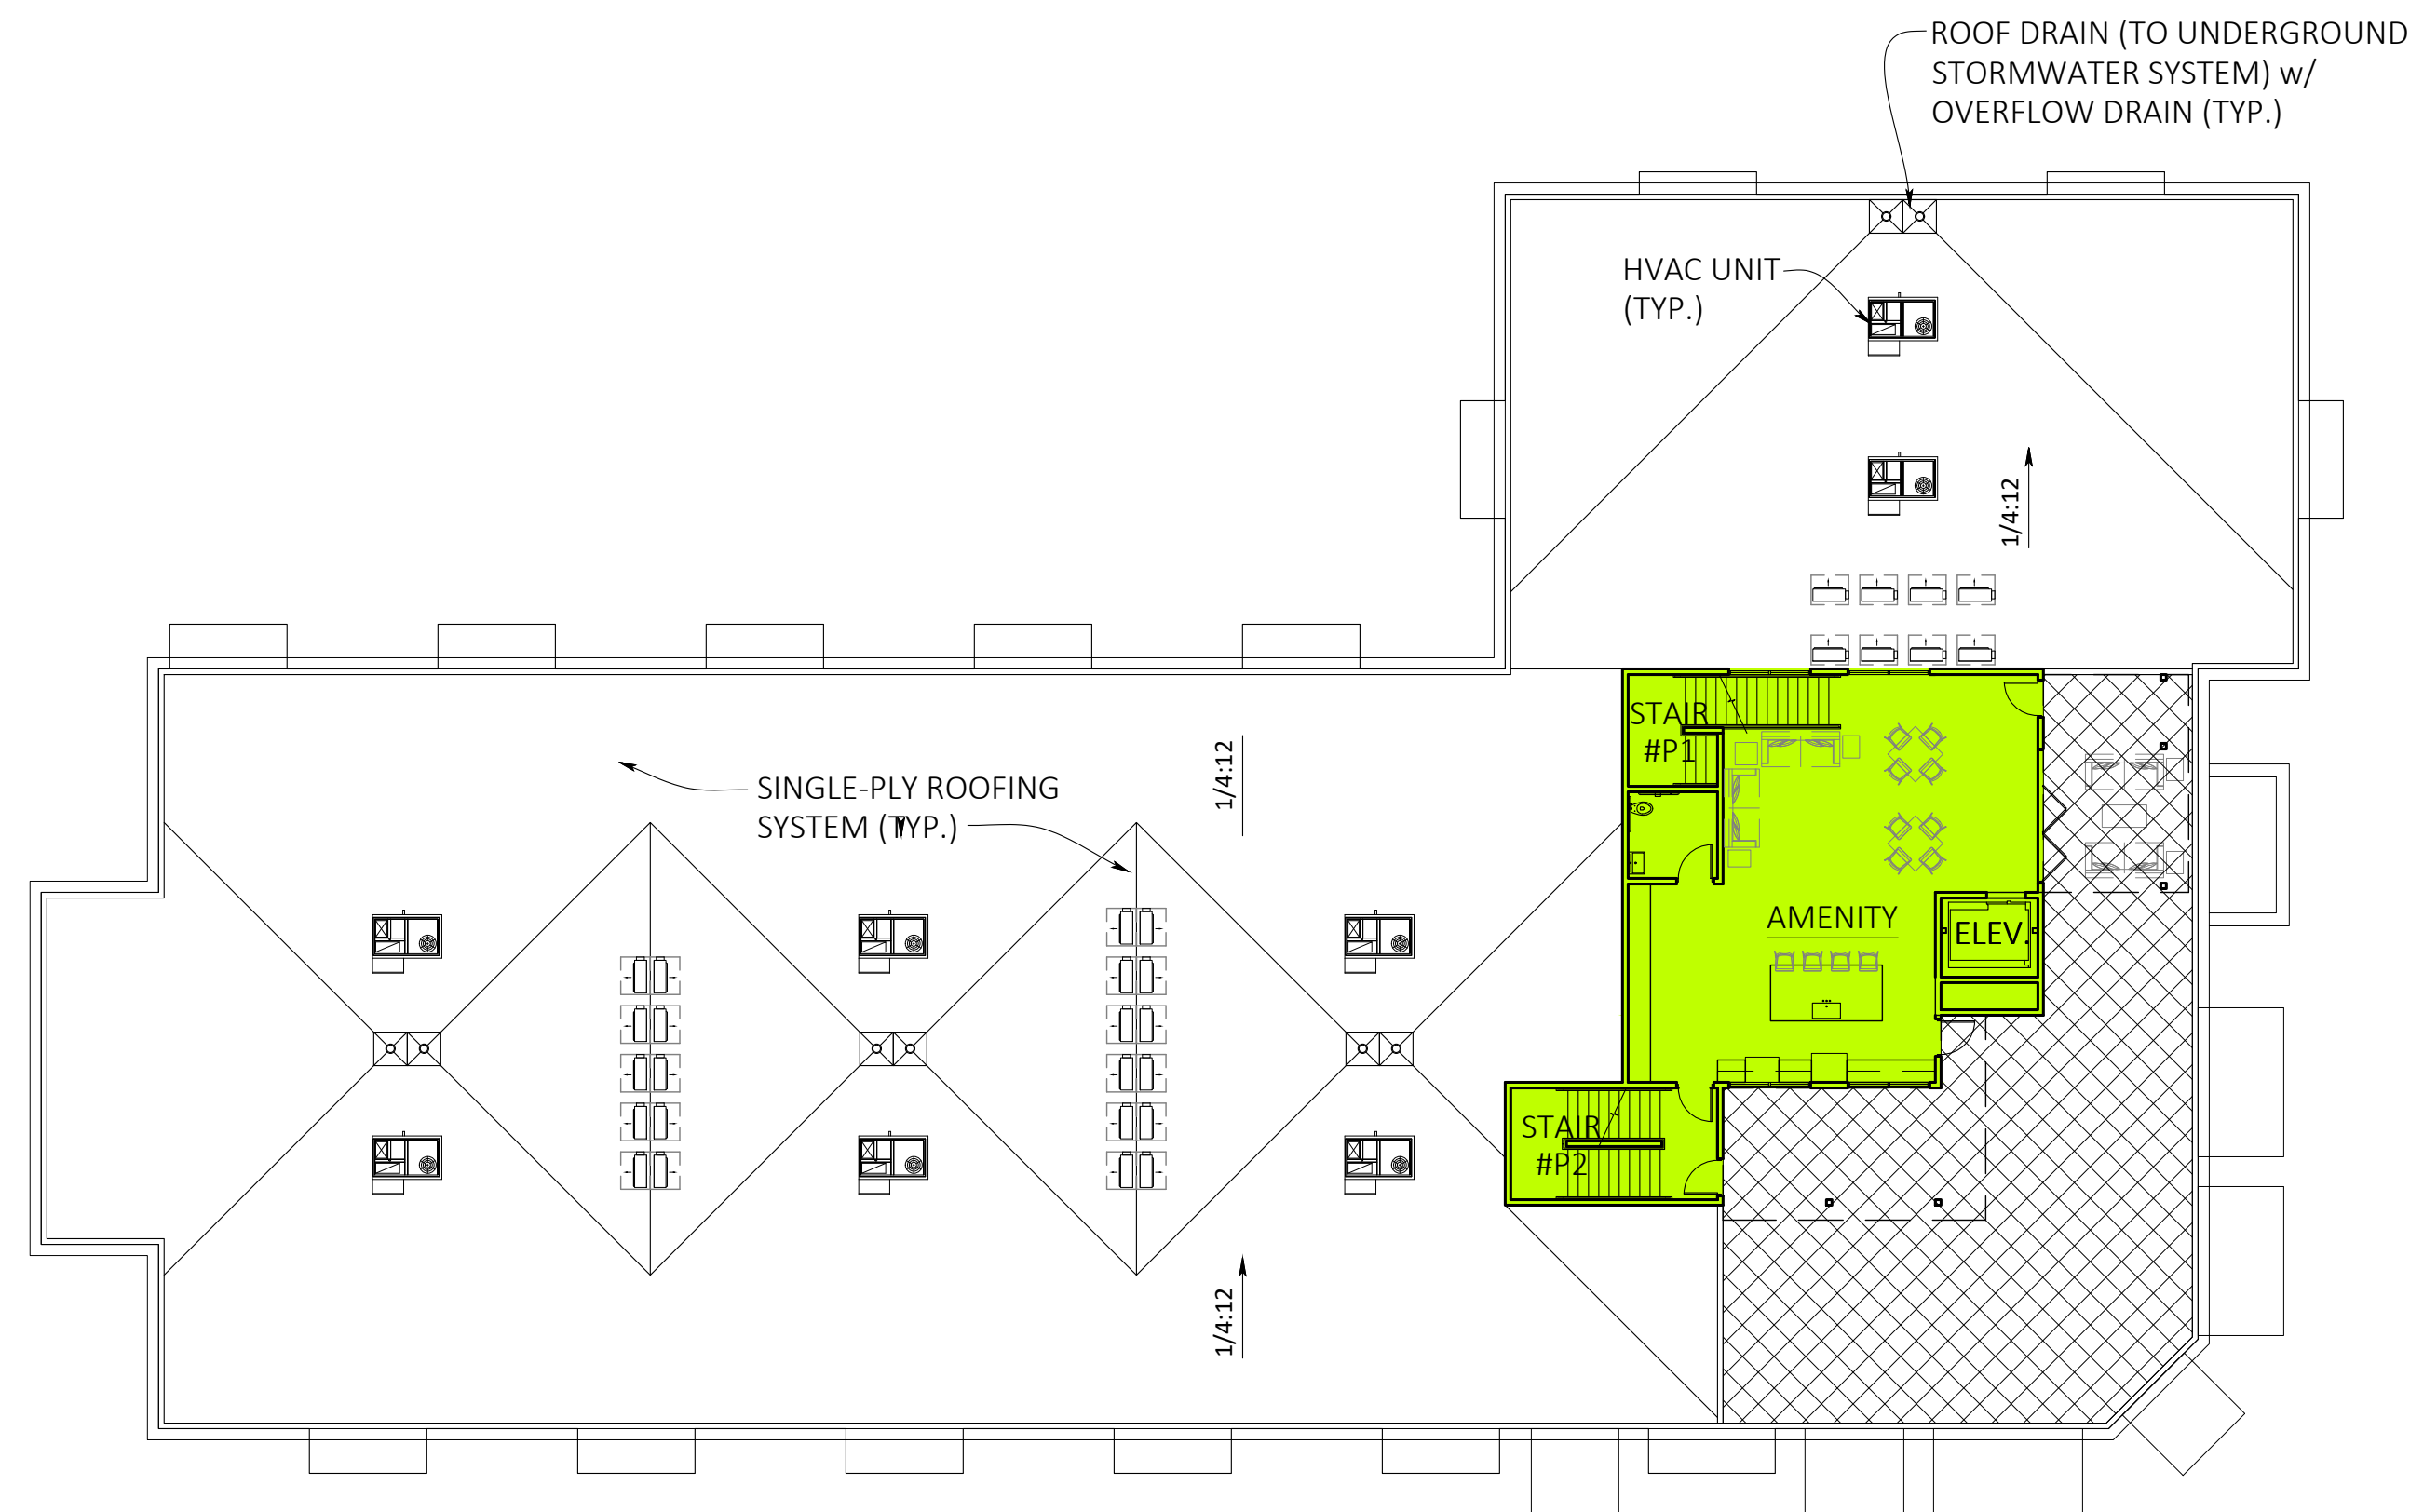 ROOF DRAIN (TO UNDERGROUND
STORMWATER SYSTEM) w/
OVERFLOW DRAIN (TYP.)
HVAC UNIT
(TYP.)
1/4:12
STAIR
#P1
1/4:12
SINGLE-PLY ROOFING
SYSTEM (TYP.)
AMENITY
ELEV.
STAIR
#P2
1/4:12